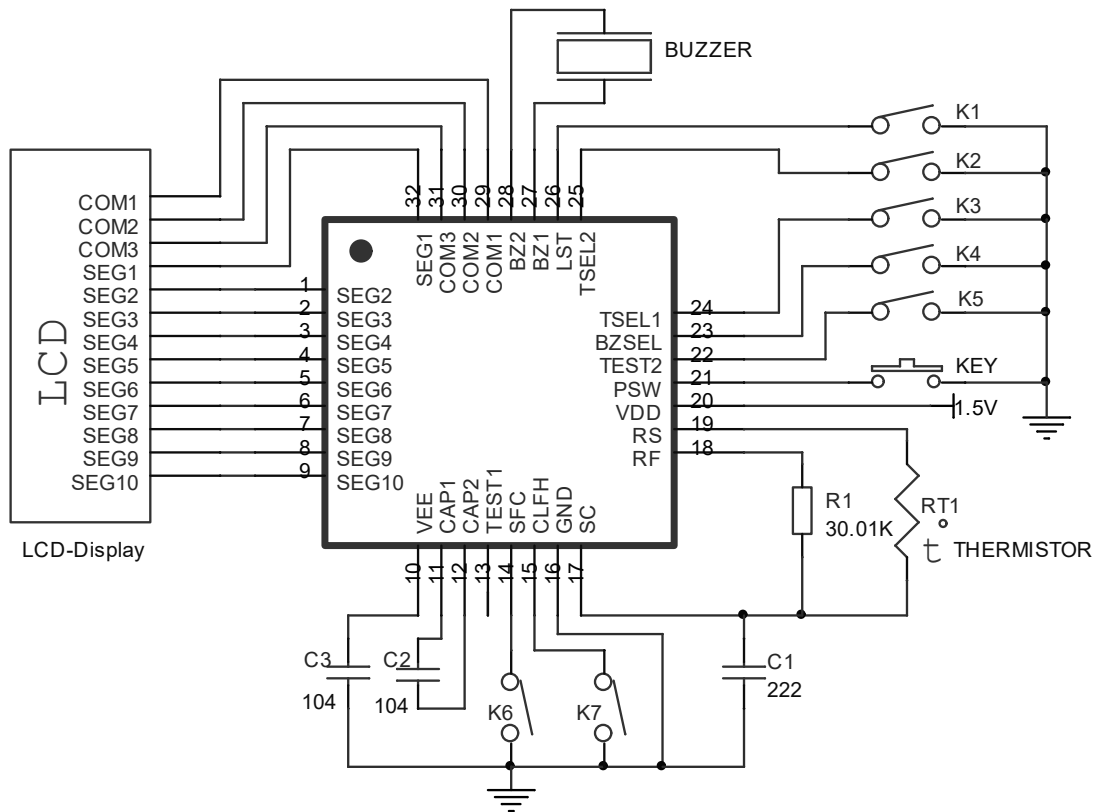 BUZZER
K1
K2
K3
K4
K5
KEY
1.5V
32
31
30
29
28
27
26
25
SEG1
COM3
COM2
COM1
BZ2
BZ1
LST
TSEL2
COM1
COM2
COM3
SEG1
SEG2
SEG3
SEG4
SEG5
SEG6
SEG7
SEG8
SEG9
SEG10
LCD
LCD-Display
1
2
3
4
5
6
7
8
9
SEG2
SEG3
SEG4
SEG5
SEG6
SEG7
SEG8
SEG9
SEG10
TSEL1
BZSEL
TEST2
PSW
VDD
RS
RF
24
23
22
21
20
19
18
VEE
CAP1
CAP2
TEST1
SFC
CLFH
GND
SC
10
11
12
13
14
15
16
17
R1
30.01K
RT1
t °
THERMISTOR
C3
104
C2
104
K6
K7
C1
222